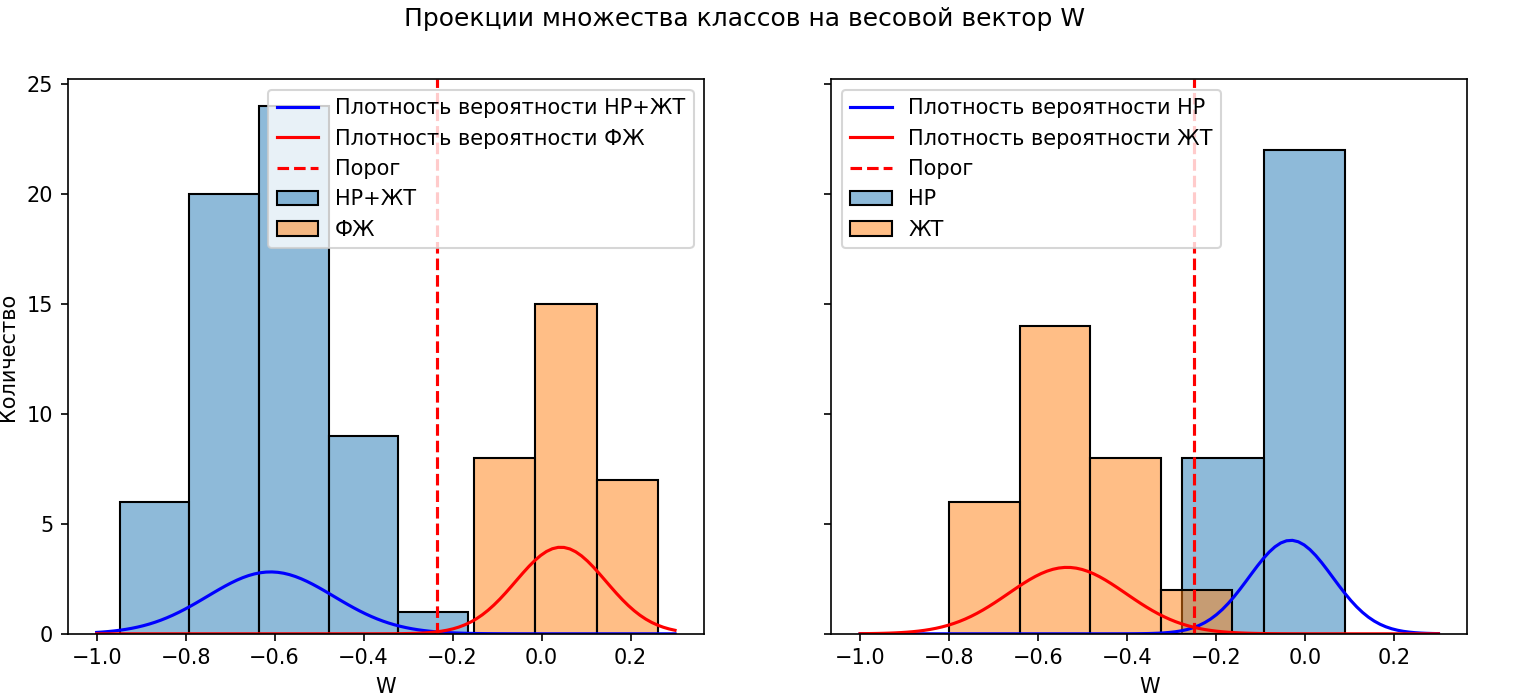 Проекции множества классов на весовой вектор W
Количество
25
20
15
10
5
0
Плотность вероятности НР+ЖТ
Плотность вероятности ФЖ
Порог
НР+ЖТ
ФЖ
−1.0 −0.8 −0.6 −0.4 −0.2 0.0 0.2
W
Плотность вероятности НР
Плотность вероятности ЖТ
Порог
НР
ЖТ
−1.0 −0.8 −0.6 −0.4 −0.2 0.0 0.2
W